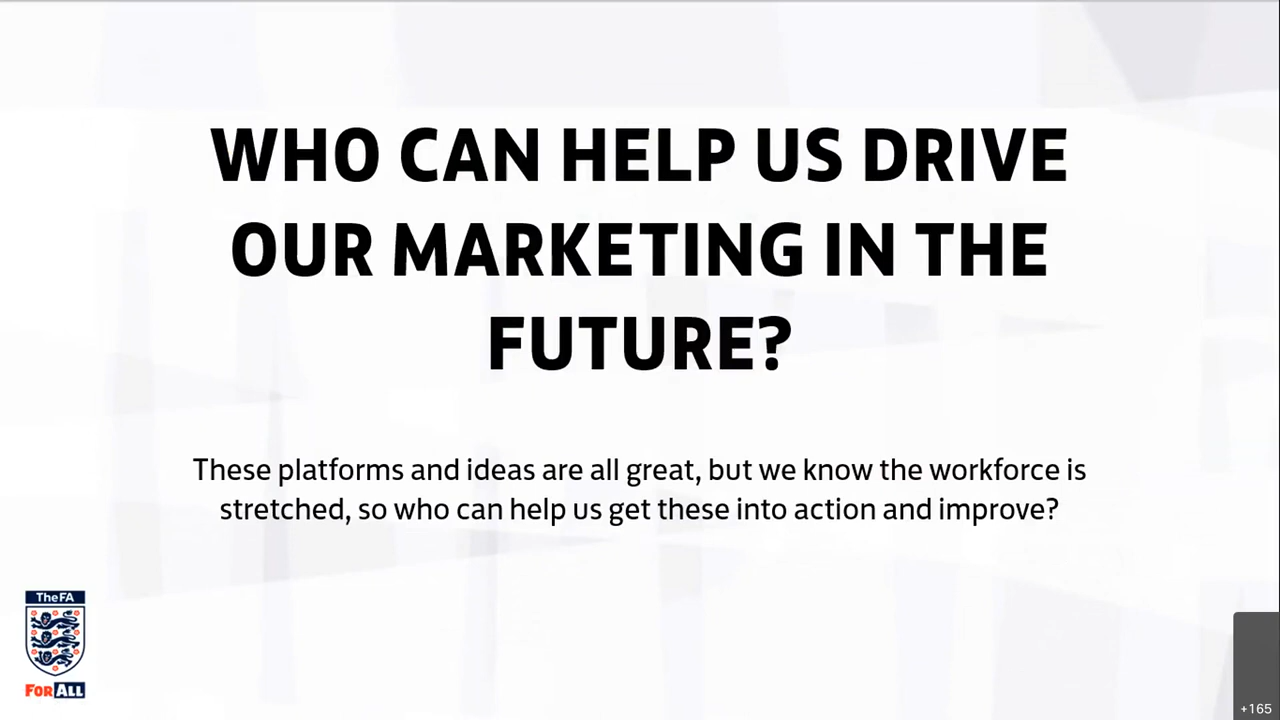 WHO CAN HELP US DRIVE
OUR MARKETING IN THE
FUTURE?
These platforms and ideas are all great, but we know the workforce is
stretched, so who can help us get these into action and improve?
The FA
FOR ALL
+165